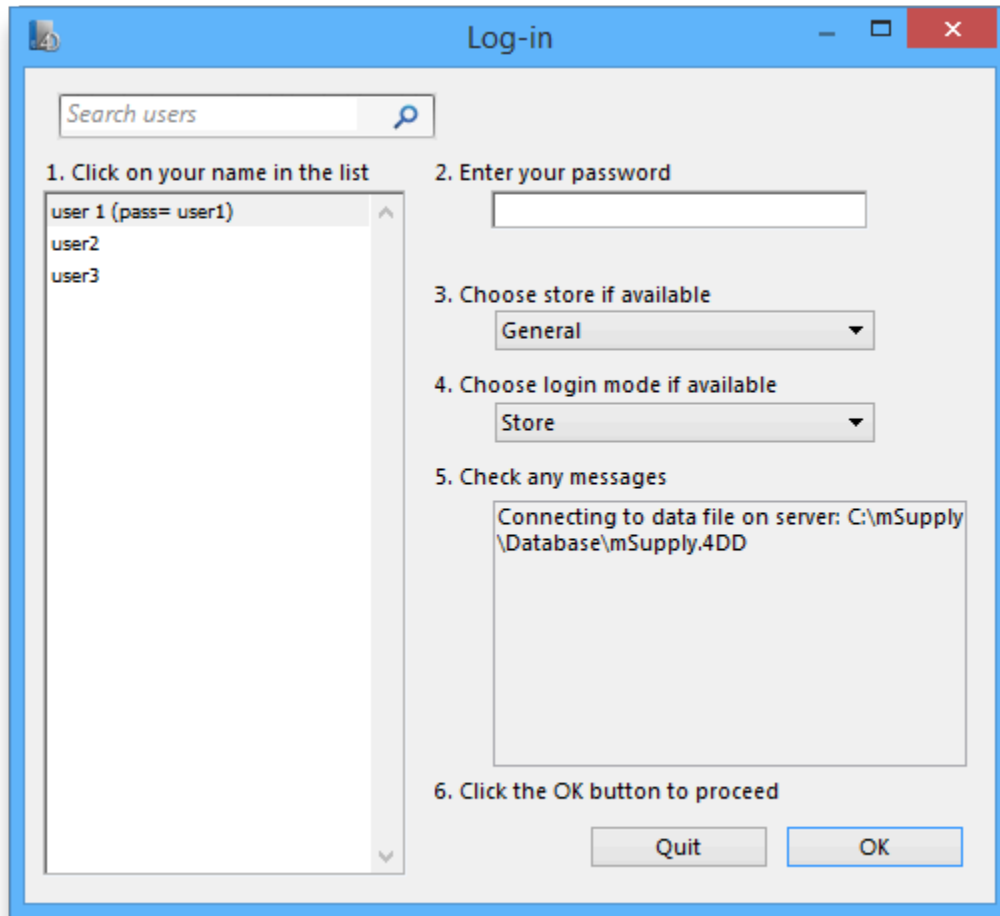 Log-in
Search users
1. Click on your name in the list
user 1 (pass= user1)
user2
user3
2. Enter your password
3. Choose store if available
General
4. Choose login mode if available
Store
5. Check any messages
Connecting to data file on server: C:\mSupply
\Database\mSupply.4DD
6. Click the OK button to proceed
Quit
OK